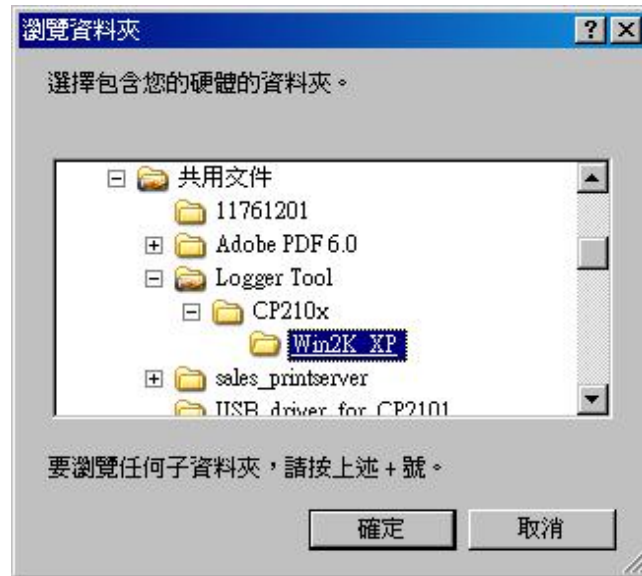 瀏覽資料夾
選擇包含您的硬體的資料夾。
共用文件
11761201
Adobe PDF 6.0
Logger Tool
CP210x
Win2K_XP
sales_printserver
USB_driver_for_CP2101
要瀏覽任何子資料夾，請按上述 + 號。
確定
取消